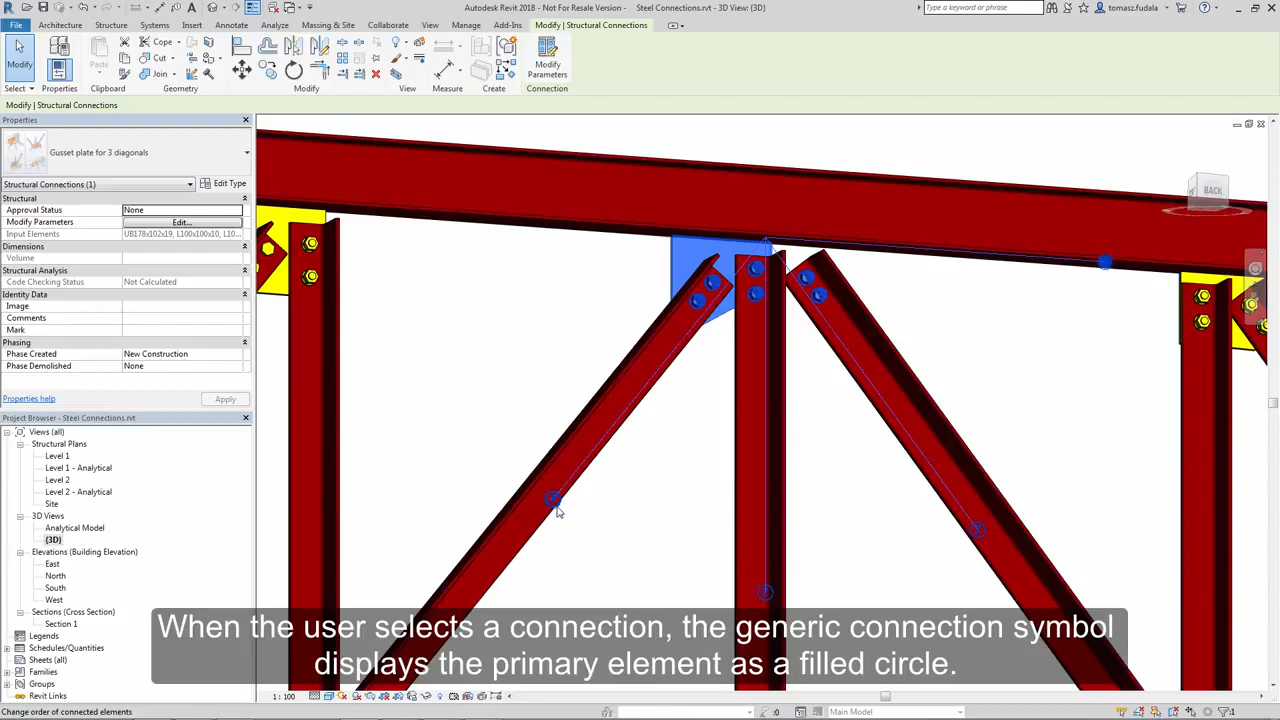 Autodesk Revit 2018 - Not For Resale Version - Steel Connections.rvt - 3D View: {3D}
Type a keyword or phrase
tomasz.fudala
File Architecture Structure Systems Insert Annotate Analyze Massing & Site Collaborate View Manage Add-Ins Modify | Structural Connections
Modify
Paste
Cope
Cut
Join
Modify
Parameters
Select Properties Clipboard Geometry Modify View Measure Create Connection
Modify | Structural Connections
Properties
Gusset plate for 3 diagonals
Structural Connections (1) Edit Type
Structural
Approval Status None
Modify Parameters Edit...
Input Elements UB178x102x19, L100x100x10, L10...
Dimensions
Volume
Structural Analysis
Code Checking Status Not Calculated
Identity Data
Image
Comments
Mark
Phasing
Phase Created New Construction
Phase Demolished None
Properties help Apply
Project Browser - Steel Connections.rvt
Views (all)
Structural Plans
Level 1
Level 1 - Analytical
Level 2
Level 2 - Analytical
Site
3D Views
Analytical Model
{3D}
Elevations (Building Elevation)
East
North
South
West
Sections (Cross Section)
Section 1
Legends
Schedules/Quantities
Sheets (all)
Families
Groups
Revit Links
BACK
When the user selects a connection, the generic connection symbol
displays the primary element as a filled circle.
1 : 100
Change order of connected elements
:0
Main Model
:1